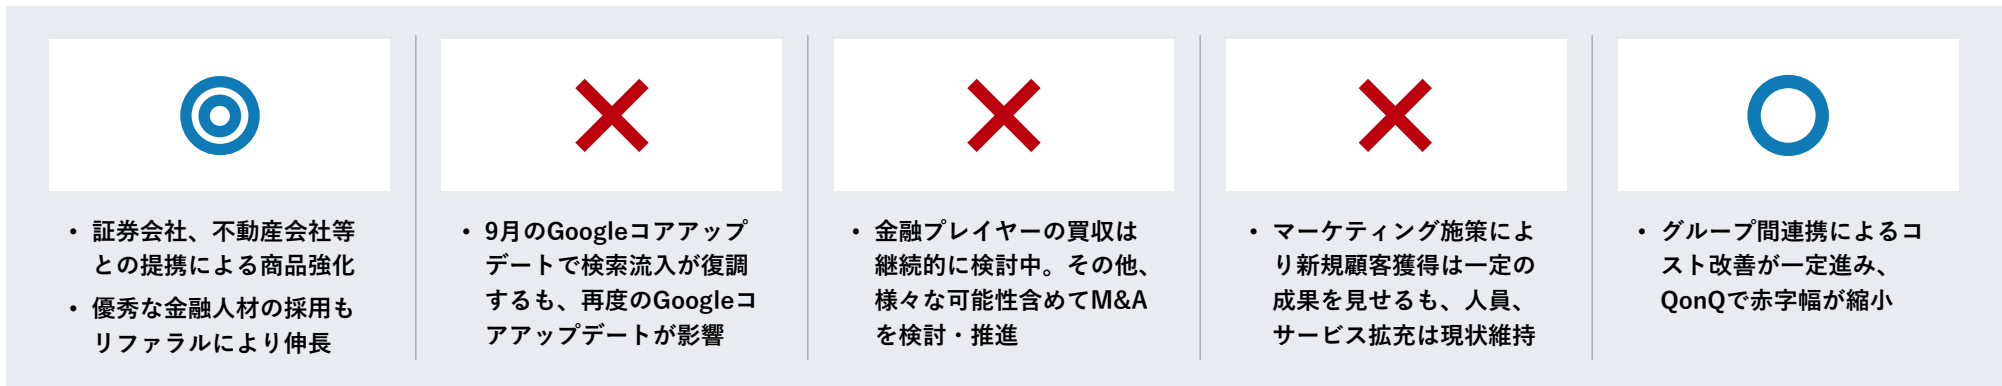 • 証券会社、不動産会社等
との提携による商品強化
• 優秀な金融人材の採用も
リファラルにより伸長
• 9月のGoogleコアアップ
デートで検索流入が復調
するも、再度のGoogleコ
アアップデートが影響
• 金融プレイヤーの買収は
継続的に検討中。その他、
様々な可能性含めてM&A
を検討・推進
• マーケティング施策によ
り新規顧客獲得は一定の
成果を見せるも、人員、
サービス拡充は現状維持
• グループ間連携によるコ
スト改善が一定進み、
QonQで赤字幅が縮小